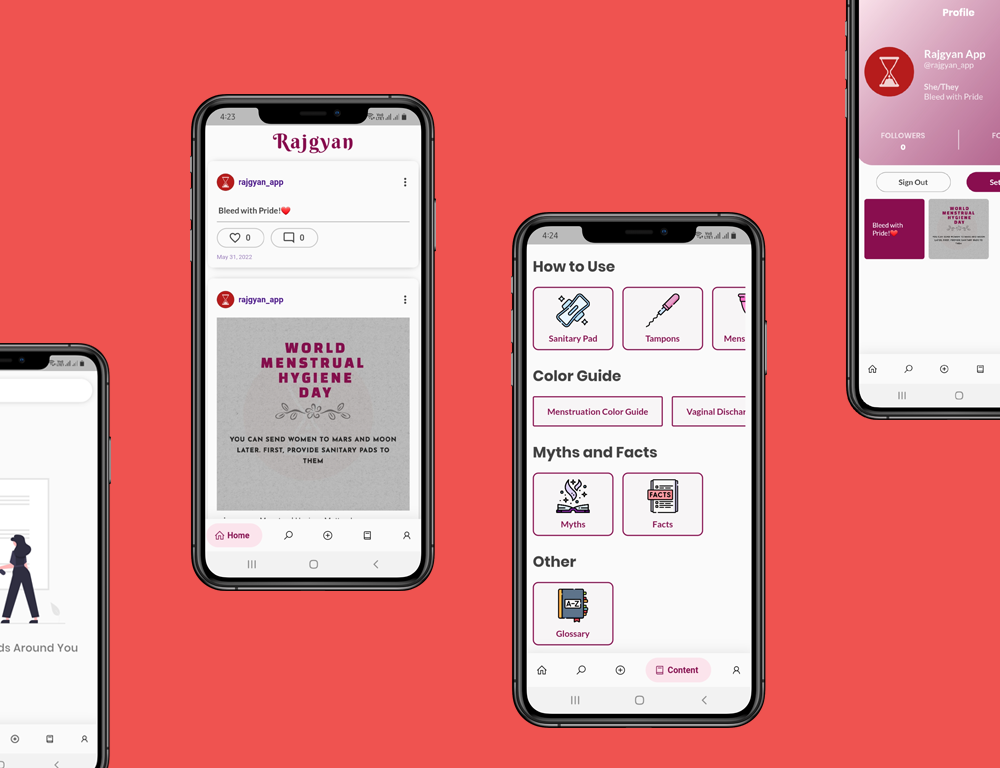 4:23
Rajgyan
rajgyan_app
Bleed with Pride!❤️
0 0
May 31, 2022
rajgyan_app
WORLD
MENSTRUAL
HYGIENE
DAY
YOU CAN SEND WOMEN TO MARS AND MOON
LATER. FIRST, PROVIDE SANITARY PADS TO
THEM
Home
ds Around You
4:24
How to Use
Sanitary Pad
Tampons
Mens
Color Guide
Menstruation Color Guide
Vaginal Dischar
Myths and Facts
Myths
FACTS
Facts
Other
A-Z
Glossary
Content
Profile
Rajgyan App
@rajgyan_app
She/They
Bleed with Pride
FOLLOWERS
0
FO
Sign Out
Set
Bleed with
Pride!❤️
WORLD
MENSTRUAL
HYGIENE
DAY